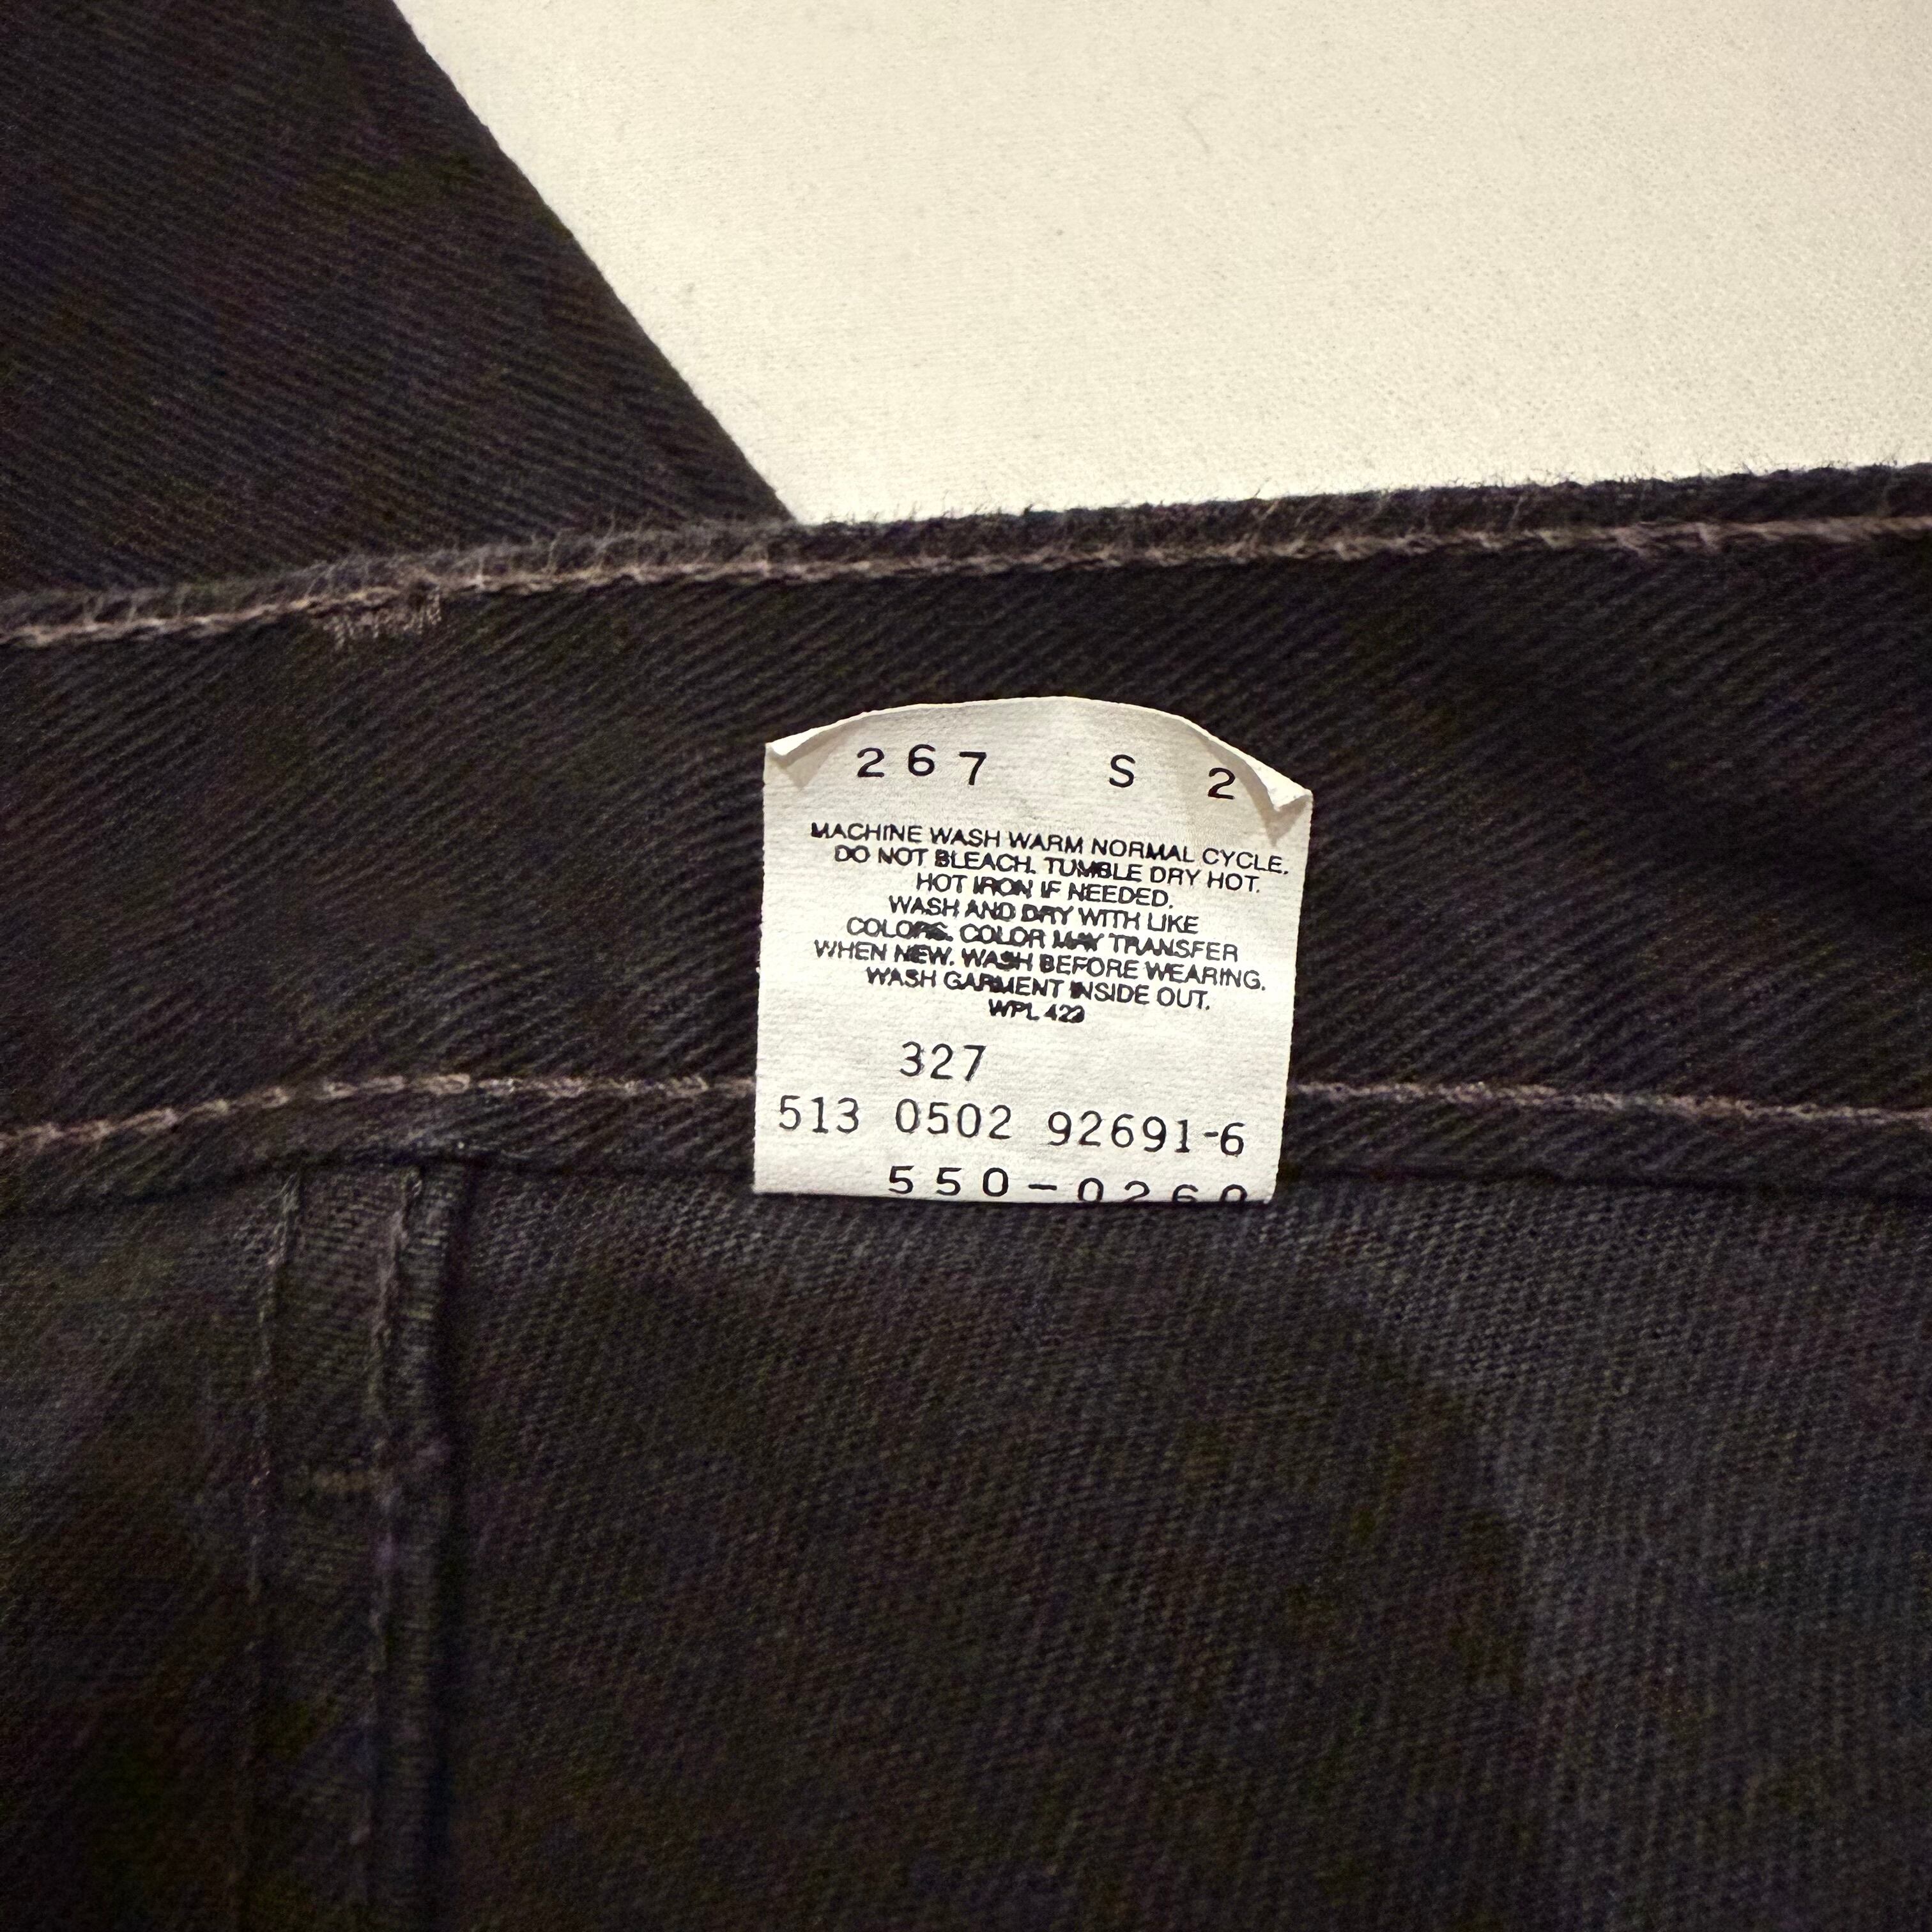 267 S 2
MACHINE WASH WARM NORMAL CYCLE.
DO NOT BLEACH. TUMBLE DRY HOT.
HOT IRON IF NEEDED.
WASH AND DRY WITH LIKE
COLORS. COLOR MAY TRANSFER
WHEN NEW. WASH BEFORE WEARING.
WASH GARMENT INSIDE OUT.
WPL 423
327
513 0502 92691-6
550-0260